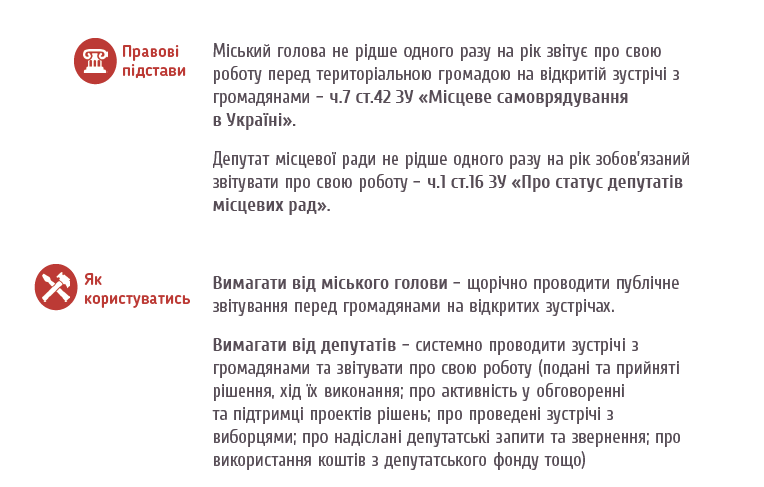 Правові
підстави
Міський голова не рідше одного разу на рік звітує про свою
роботу перед територіальною громадою на відкритій зустрічі з
громадянами – ч.7 ст.42 ЗУ «Місцеве самоврядування
в Україні».
Депутат місцевої ради не рідше одного разу на рік зобов’язаний
звітувати про свою роботу – ч.1 ст.16 ЗУ «Про статус депутатів
місцевих рад».
Як
користуватись
Вимагати від міського голови – щорічно проводити публічне
звітування перед громадянами на відкритих зустрічах.
Вимагати від депутатів – системно проводити зустрічі з
громадянами та звітувати про свою роботу (подані та прийняті
рішення, хід їх виконання; про активність у обговоренні
та підтримці проектів рішень; про проведені зустрічі з
виборцями; про надіслані депутатські запити та звернення; про
використання коштів з депутатського фонду тощо)